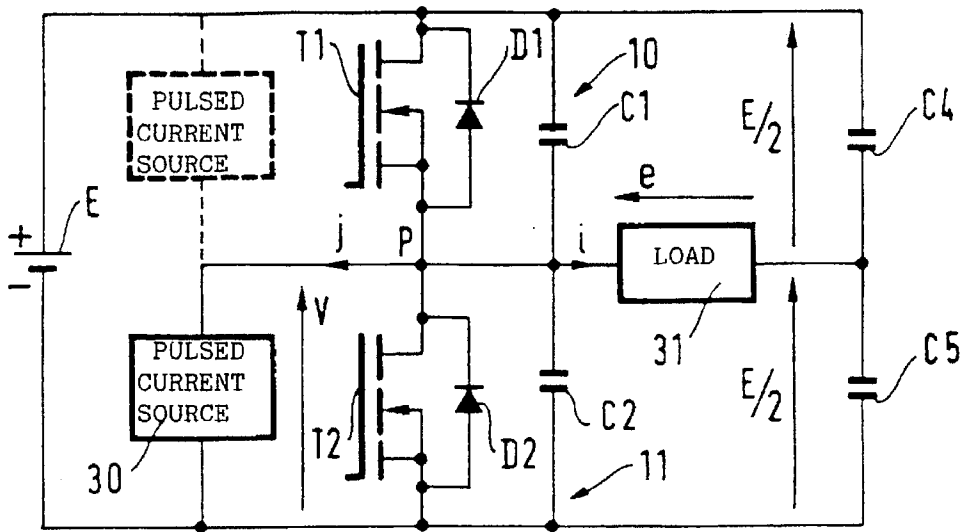 T1
D1
10
C1
E/2
C4
PULSED
CURRENT
SOURCE
e
E
+
-
j
P
i
LOAD
31
V
PULSED
CURRENT
SOURCE
30
T2
D2
C2
11
E/2
C5